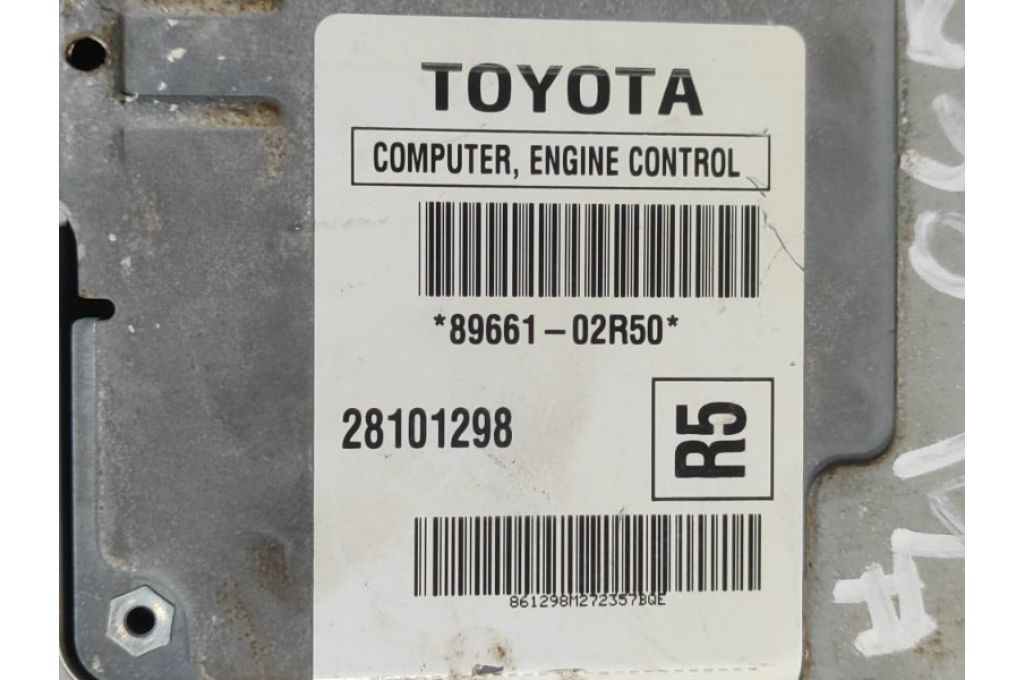 TOYOTA
COMPUTER, ENGINE CONTROL
*89661-02R50*
28101298
R5
861298M272357BQE